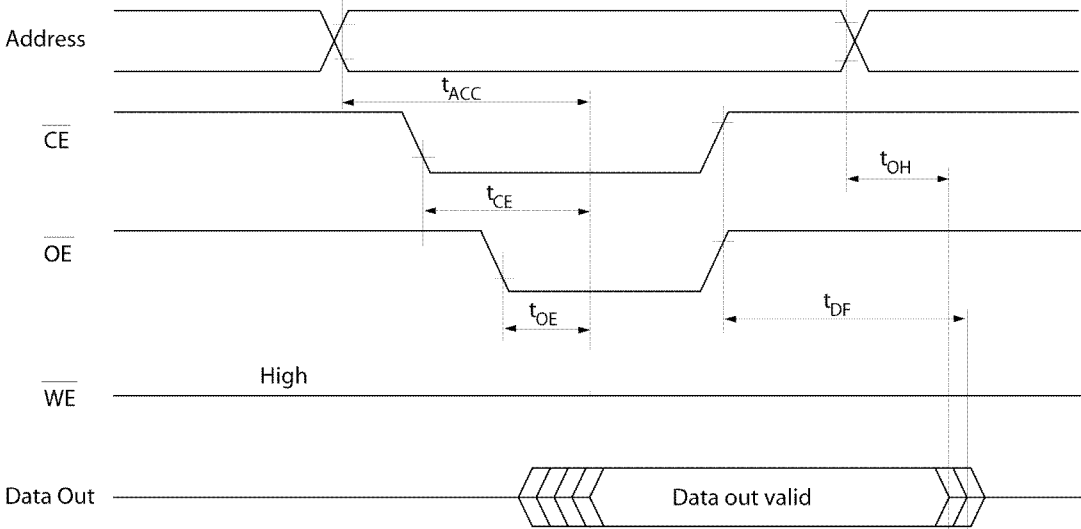 Address
tACC
CE
tOH
tCE
OE
tDF
tOE
High
WE
Data Out
Data out valid